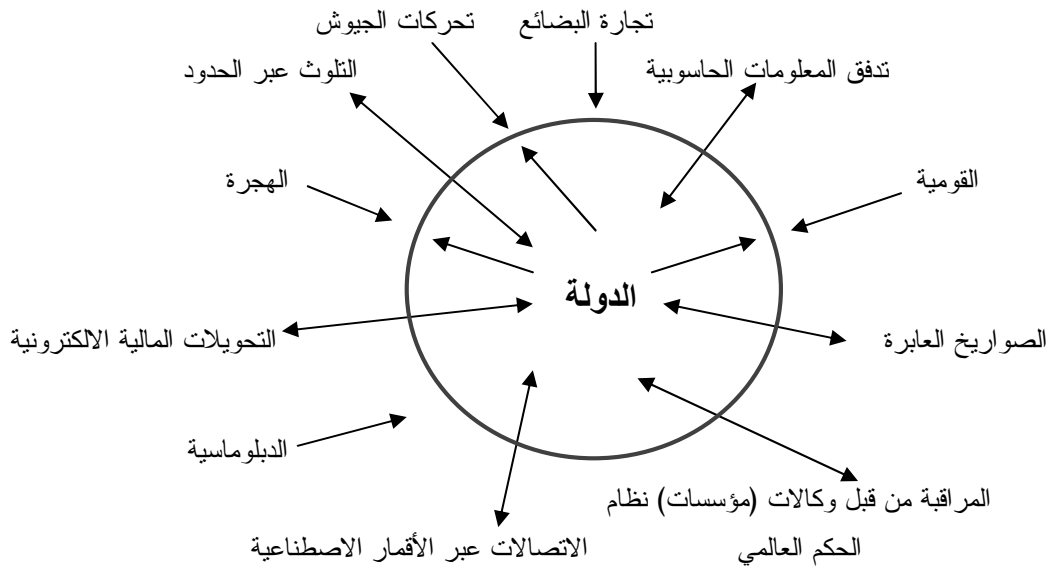 تجارة البضائع
تحركات الجيوش
تدفق المعلومات الحاسوبية
التلوث عبر الحدود
القومية
الهجرة
الدولة
الصواريخ العابرة
التحويلات المالية الالكترونية
الدبلوماسية
المراقبة من قبل وكالات (مؤسسات) نظام
الحكم العالمي
الاتصالات عبر الأقمار الاصطناعية